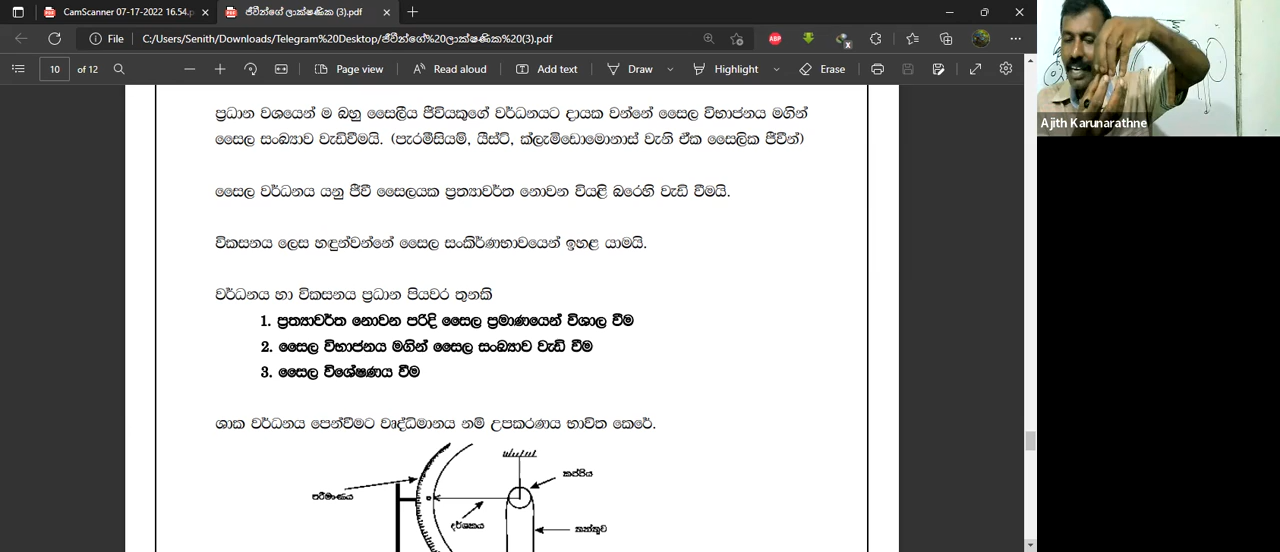 CamScanner 07-17-2022 16.54.p
ජීවීන්ගේ ලාක්ෂණික (3).pdf
File
C:/Users/Senith/Downloads/Telegram%20Desktop/ජීවීන්ගේ%20ලාක්ෂණික%20(3).pdf
ABP
10 of 12
Page view
Read aloud
Add text
Draw
Highlight
Erase
Ajith Karunarathne
ප්‍රධාන වශයෙන් ම බහු සෛලීය ජීවියකුගේ වර්ධනයට දායක වන්නේ සෛල විභාජනය මගින්
සෛල සංඛ්‍යාව වැඩිවීමයි. (පැරමීසියම්, යීස්ට්, ක්ලැමිඩොමොනාස් වැනි ඒක සෛලික ජීවීන්)
සෛල වර්ධනය යනු ජීවී සෛලයක ප්‍රත්‍යාවර්ත නොවන වියළි බරෙහි වැඩි වීමයි.
විකසනය ලෙස හඳුන්වන්නේ සෛල සංකීර්ණභාවයෙන් ඉහළ යාමයි.
වර්ධනය හා විකසනය ප්‍රධාන පියවර තුනකි
1. ප්‍රත්‍යාවර්ත නොවන පරිදි සෛල ප්‍රමාණයෙන් විශාල වීම
2. සෛල විභාජනය මගින් සෛල සංඛ්‍යාව වැඩි වීම
3. සෛල විශේෂණය වීම
ශාක වර්ධනය පෙන්වීමට වෘද්ධිමානය නම් උපකරණය භාවිත කෙරේ.
කප්පිය
පරිමාණය
දර්ශකය
තන්තුව